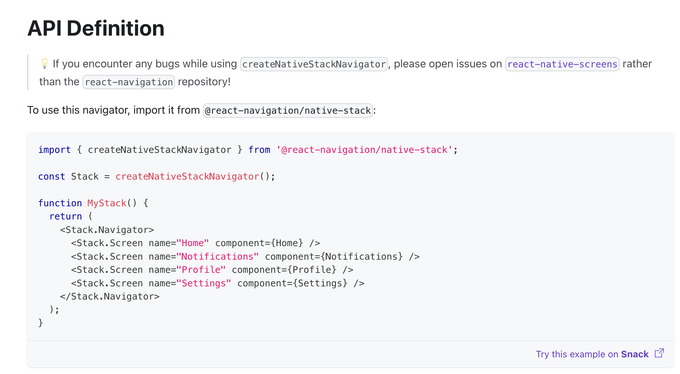 API Definition
💡 If you encounter any bugs while using createNativeStackNavigator, please open issues on react-native-screens rather
than the react-navigation repository!
To use this navigator, import it from @react-navigation/native-stack:
import { createNativeStackNavigator } from '@react-navigation/native-stack';
const Stack = createNativeStackNavigator();
function MyStack() {
  return (
    <Stack.Navigator>
      <Stack.Screen name="Home" component={Home} />
      <Stack.Screen name="Notifications" component={Notifications} />
      <Stack.Screen name="Profile" component={Profile} />
      <Stack.Screen name="Settings" component={Settings} />
    </Stack.Navigator>
  );
}
Try this example on Snack